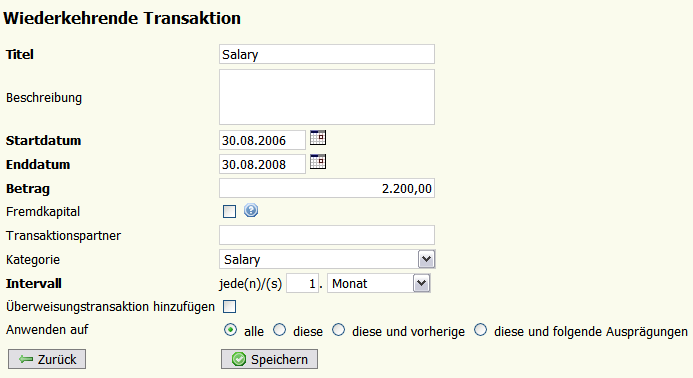 Wiederkehrende Transaktion
Titel Salary
Beschreibung
Startdatum 30.08.2006
Enddatum 30.08.2008
Betrag 2.200,00
Fremdkapital ?
Transaktionspartner
Kategorie Salary
Intervall jede(n)/(s) 1. Monat
Überweisungstransaktion hinzufügen
Anwenden auf alle diese diese und vorherige diese und folgende Ausprägungen
Zurück Speichern